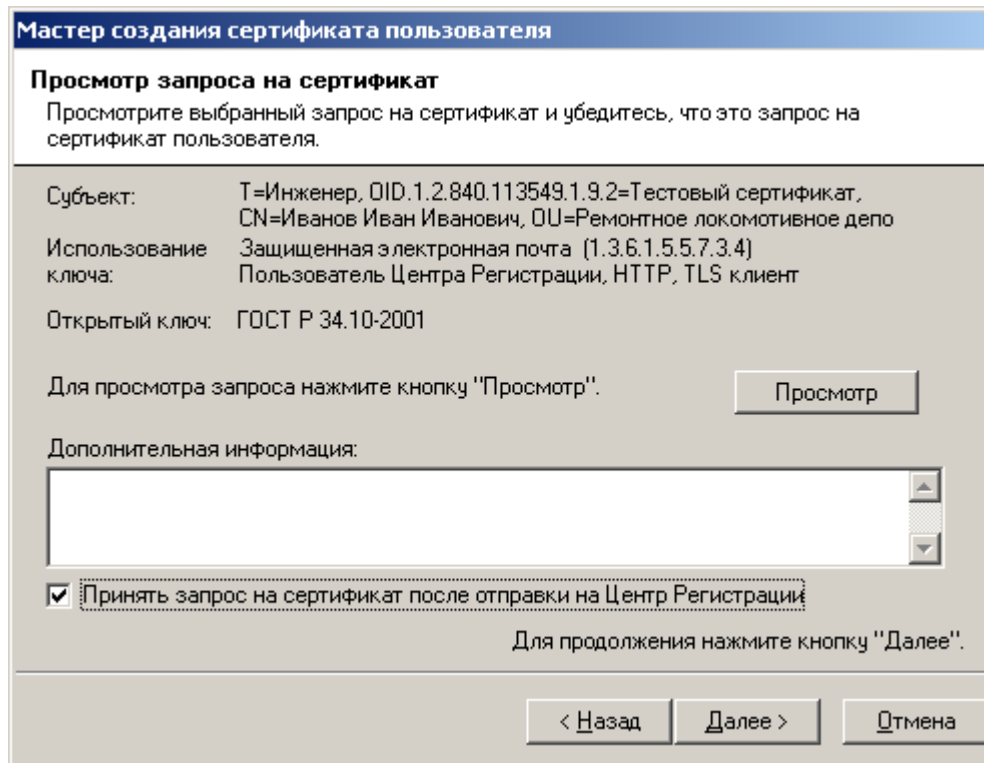 Мастер создания сертификата пользователя
Просмотр запроса на сертификат
Просмотрите выбранный запрос на сертификат и убедитесь, что это запрос на
сертификат пользователя.
Субъект: Т=Инженер, OID.1.2.840.113549.1.9.2=Тестовый сертификат,
CN=Иванов Иван Иванович, OU=Ремонтное локомотивное депо
Использование Защищенная электронная почта (1.3.6.1.5.5.7.3.4)
ключа: Пользователь Центра Регистрации, HTTP, TLS клиент
Открытый ключ: ГОСТ Р 34.10-2001
Для просмотра запроса нажмите кнопку "Просмотр". Просмотр
Дополнительная информация:
Принять запрос на сертификат после отправки на Центр Регистрации
Для продолжения нажмите кнопку "Далее".
< Назад Далее > Отмена